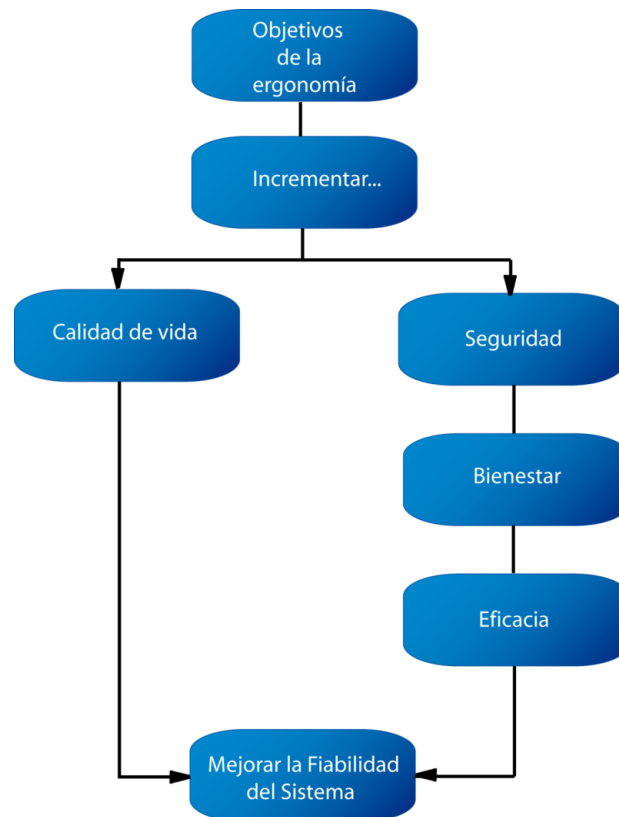 Objetivos
de la
ergonomía
Incrementar...
Calidad de vida
Seguridad
Bienestar
Eficacia
Mejorar la Fiabilidad
del Sistema